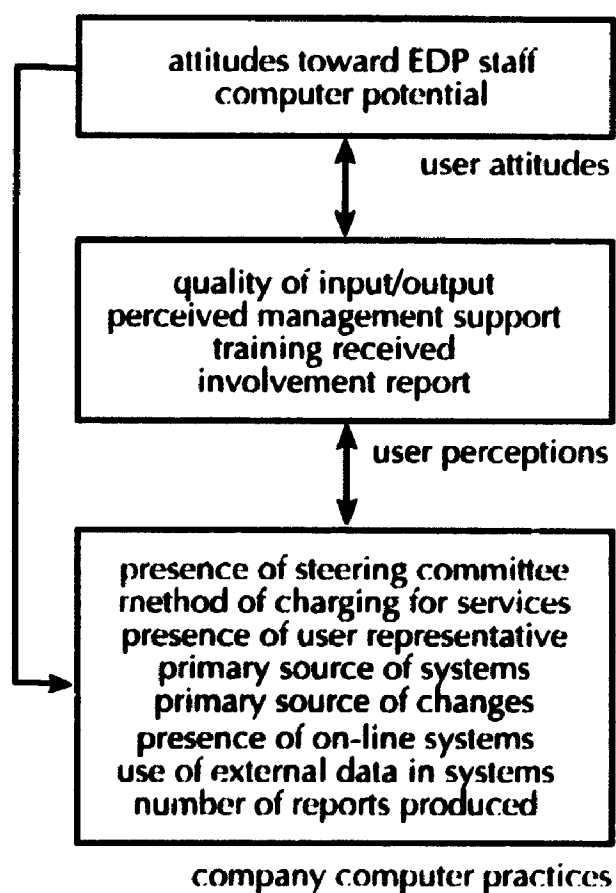 attitudes toward EDP staff
computer potential
user attitudes
quality of input/output
perceived management support
training received
involvement report
user perceptions
presence of steering committee
method of charging for services
presence of user representative
primary source of systems
primary source of changes
presence of on-line systems
use of external data in systems
number of reports produced
company computer practices